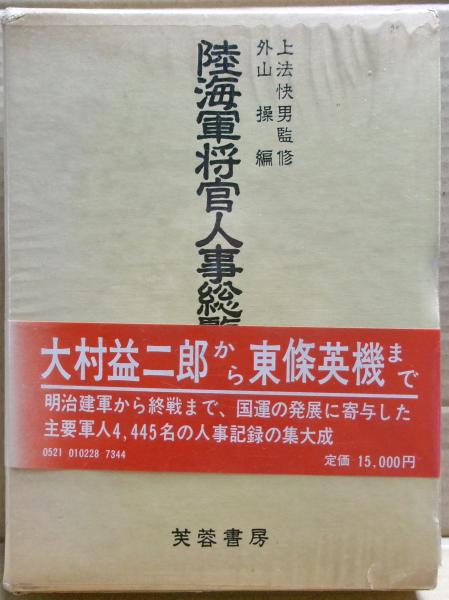 上法快男監修
外山操編
陸海軍将官人事総覧
大村益二郎から東條英機まで
明治建軍から終戦まで、国運の発展に寄与した
主要軍人4,445名の人事記録の集大成
0521 010228 7344
定価 15,000円
芙蓉書房